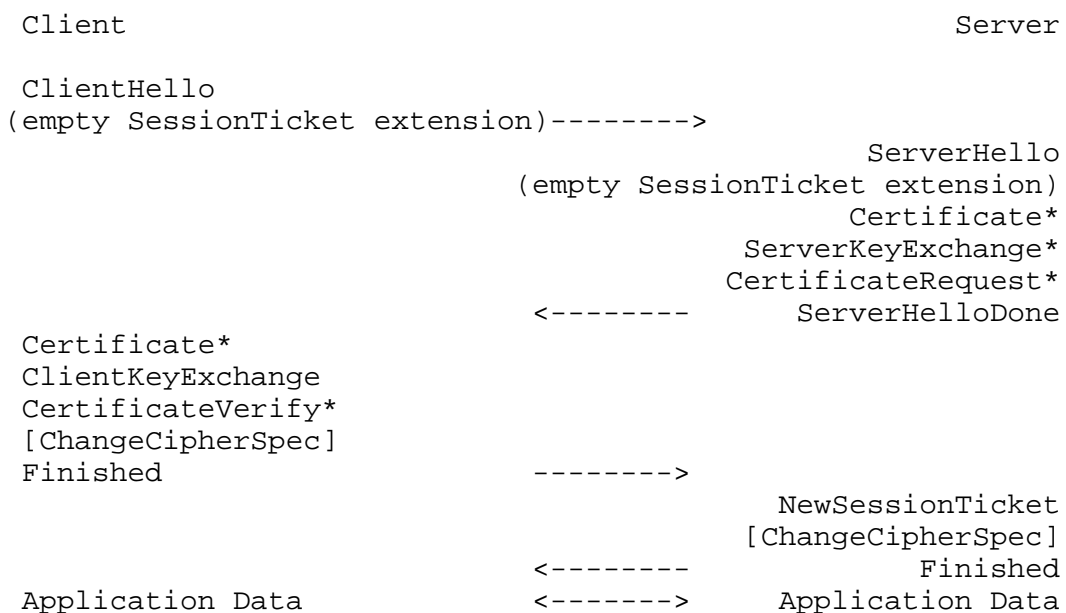 Client                                               Server

ClientHello
(empty SessionTicket extension)-------->
                                                ServerHello
                            (empty SessionTicket extension)
                                               Certificate*
                                         ServerKeyExchange*
                                        CertificateRequest*
                             <--------      ServerHelloDone
Certificate*
ClientKeyExchange
CertificateVerify*
[ChangeCipherSpec]
Finished                     -------->
                                           NewSessionTicket
                                         [ChangeCipherSpec]
                             <--------             Finished
Application Data             <------->     Application Data